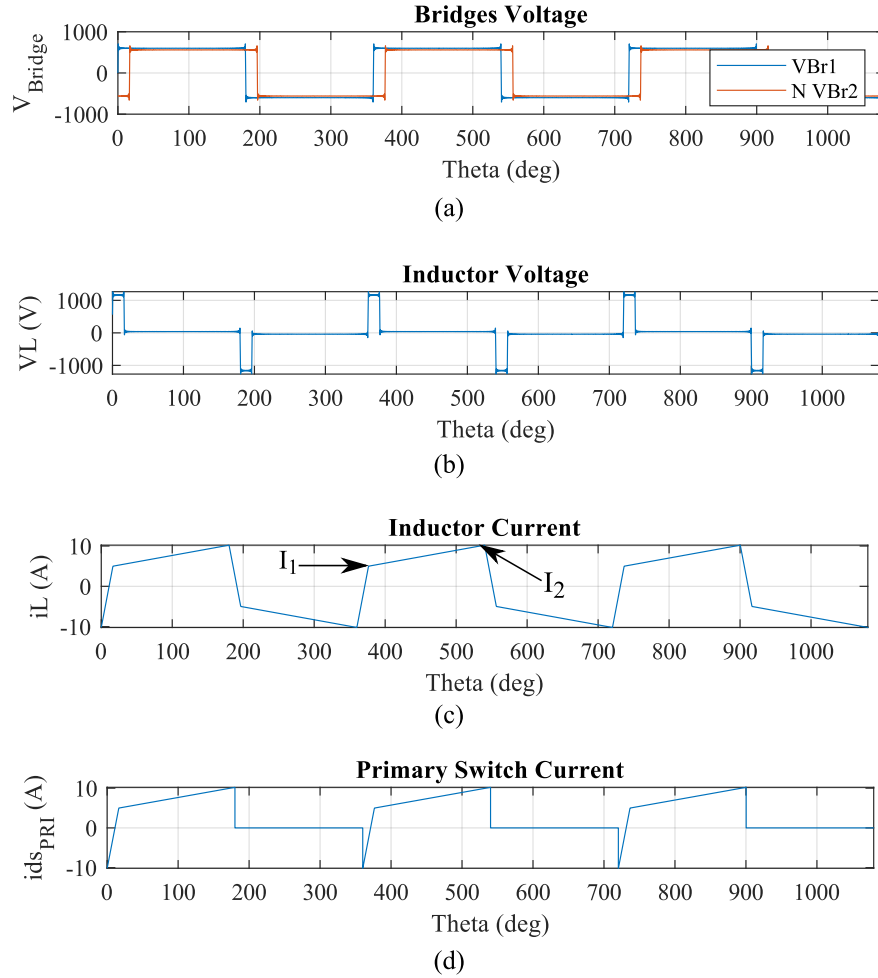 Bridges Voltage
V_Bridge
1000
0
-1000
VBr1
N VBr2
0 100 200 300 400 500 600 700 800 900 1000
Theta (deg)
(a)
Inductor Voltage
VL (V)
1000
0
-1000
0 100 200 300 400 500 600 700 800 900 1000
Theta (deg)
(b)
Inductor Current
iL (A)
10
0
-10
I_1
I_2
0 100 200 300 400 500 600 700 800 900 1000
Theta (deg)
(c)
Primary Switch Current
ids_PRI (A)
10
0
-10
0 100 200 300 400 500 600 700 800 900 1000
Theta (deg)
(d)